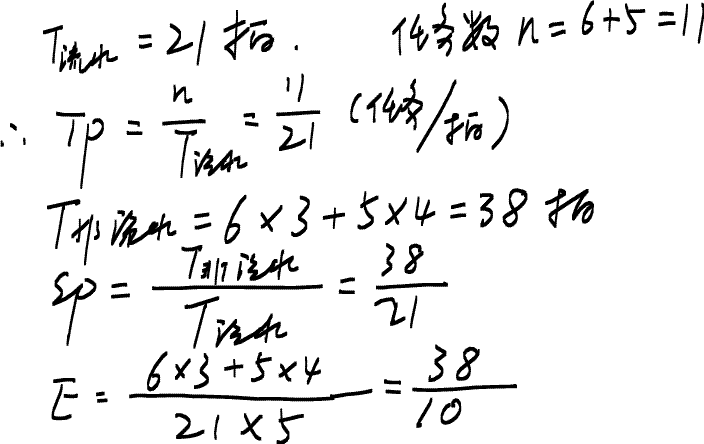 T流水 = 21 拍. 任务数 n = 6+5 = 11
∴ Tp = n/T流水 = 11/21 (任务/拍)
T非流水 = 6×3+5×4 = 38 拍
Sp = T非流水/T流水 = 38/21
E = (6×3+5×4)/(21×5) = 38/10